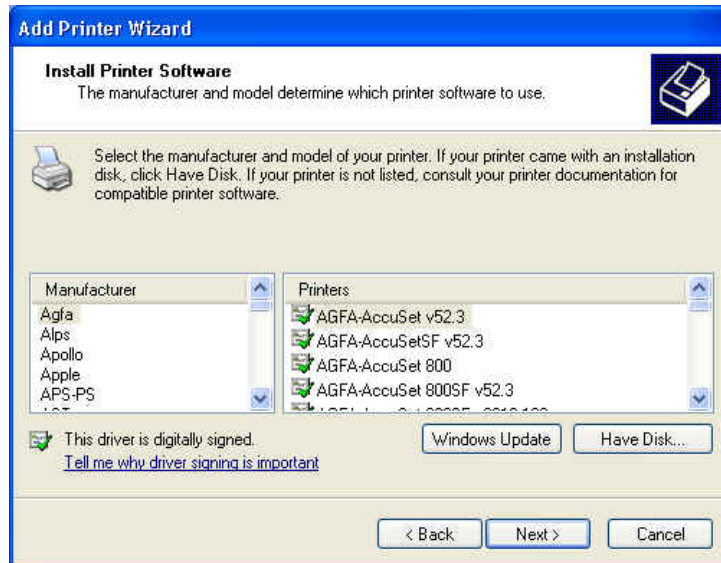 Add Printer Wizard
Install Printer Software
The manufacturer and model determine which printer software to use.
Select the manufacturer and model of your printer. If your printer came with an installation
disk, click Have Disk. If your printer is not listed, consult your printer documentation for
compatible printer software.
Manufacturer
Agfa
Alps
Apollo
Apple
APS-PS
Printers
AGFA-AccuSet v52.3
AGFA-AccuSetSF v52.3
AGFA-AccuSet 800
AGFA-AccuSet 800SF v52.3
This driver is digitally signed.
Tell me why driver signing is important
Windows Update
Have Disk...
< Back
Next >
Cancel